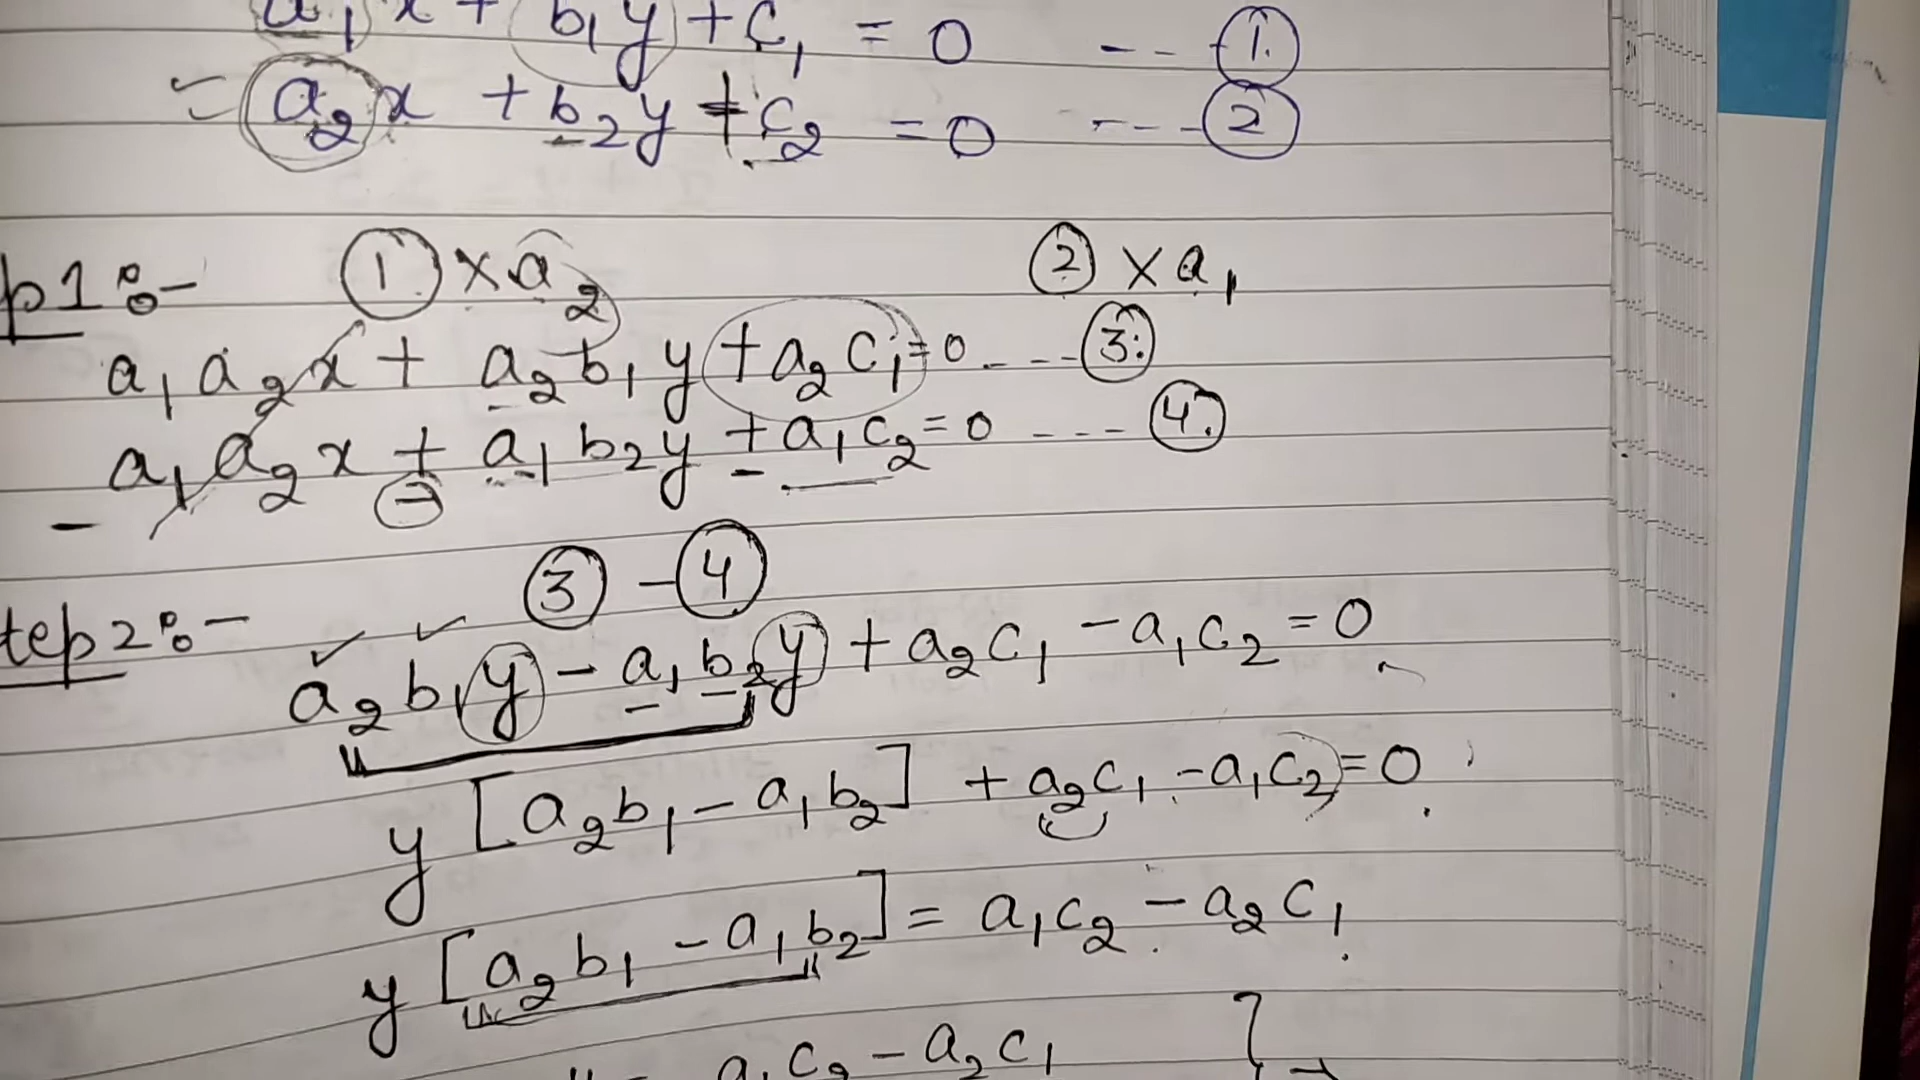 a₁x + b₁y + c₁ = 0 --- ①
a₂x + b₂y + c₂ = 0 --- ②
p1:- ① × a₂ ② × a₁
a₁a₂x + a₂b₁y + a₂c₁ = 0 --- ③
a₁a₂x + a₁b₂y + a₁c₂ = 0 --- ④
- - -
③ - ④
tep2:-
a₂b₁y - a₁b₂y + a₂c₁ - a₁c₂ = 0
y [a₂b₁ - a₁b₂] + a₂c₁ - a₁c₂ = 0
y [a₂b₁ - a₁b₂] = a₁c₂ - a₂c₁
y = a₁c₂ - a₂c₁